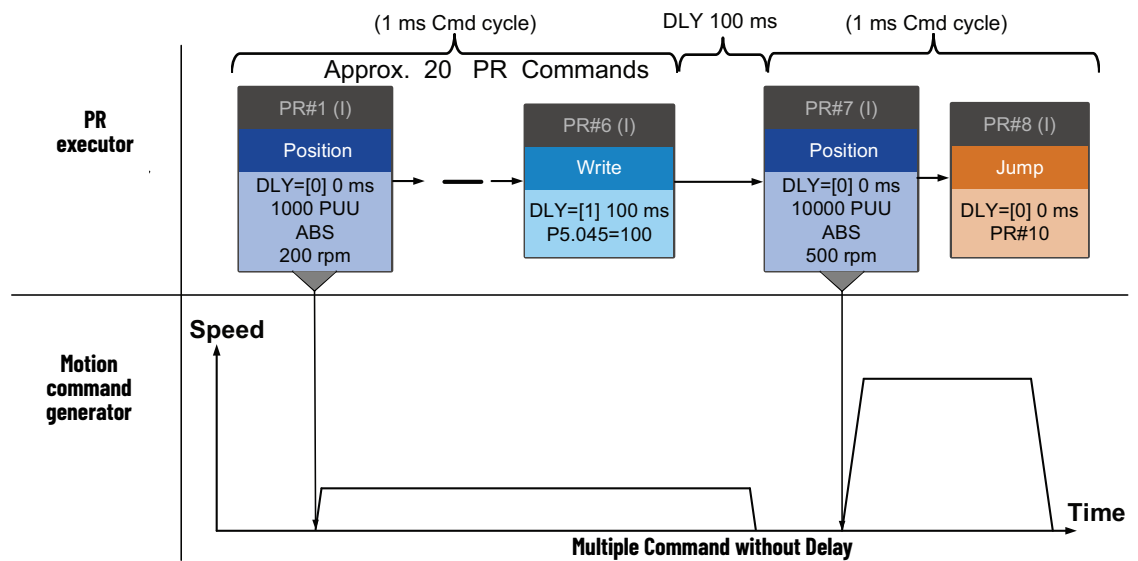 (1 ms Cmd cycle)
DLY 100 ms
(1 ms Cmd cycle)
Approx. 20 PR Commands
PR
executor
PR#1 (I)
Position
DLY=[0] 0 ms
1000 PUU
ABS
200 rpm
PR#6 (I)
Write
DLY=[1] 100 ms
P5.045=100
PR#7 (I)
Position
DLY=[0] 0 ms
10000 PUU
ABS
500 rpm
PR#8 (I)
Jump
DLY=[0] 0 ms
PR#10
Motion
command
generator
Speed
Time
Multiple Command without Delay